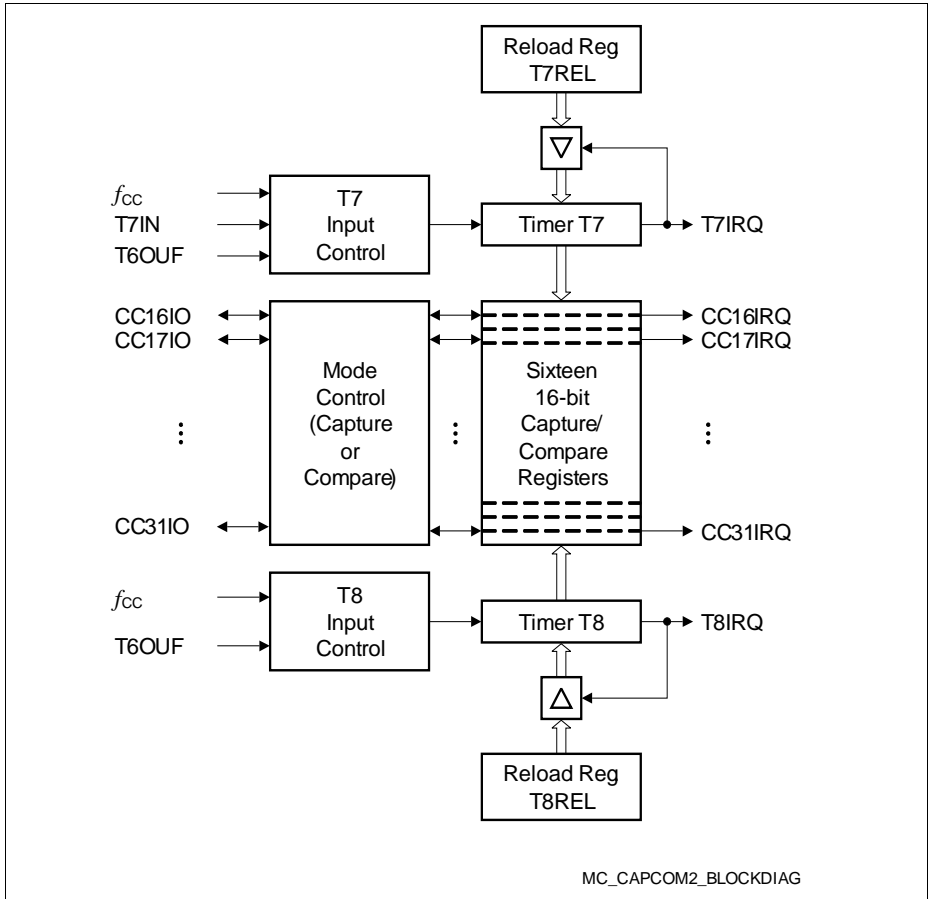 Reload Reg
T7REL
fCC
T7IN
T6OUF
T7
Input
Control
Timer T7
T7IRQ
CC16IO
CC17IO
CC31IO
Mode
Control
(Capture
or
Compare)
Sixteen
16-bit
Capture/
Compare
Registers
CC16IRQ
CC17IRQ
CC31IRQ
fCC
T6OUF
T8
Input
Control
Timer T8
T8IRQ
Reload Reg
T8REL
MC_CAPCOM2_BLOCKDIAG